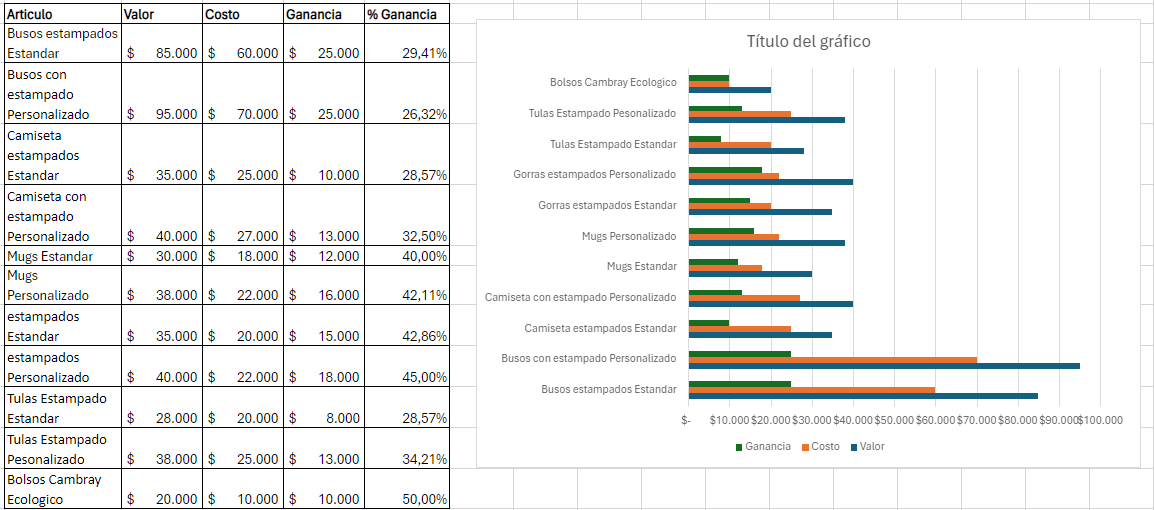 Articulo Valor Costo Ganancia % Ganancia
Busos estampados
Estandar $ 85.000 $ 60.000 $ 25.000 29,41%
Busos con
estampado
Personalizado $ 95.000 $ 70.000 $ 25.000 26,32%
Camiseta
estampados
Estandar $ 35.000 $ 25.000 $ 10.000 28,57%
Camiseta con
estampado
Personalizado $ 40.000 $ 27.000 $ 13.000 32,50%
Mugs Estandar $ 30.000 $ 18.000 $ 12.000 40,00%
Mugs
Personalizado $ 38.000 $ 22.000 $ 16.000 42,11%
estampados
Estandar $ 35.000 $ 20.000 $ 15.000 42,86%
estampados
Personalizado $ 40.000 $ 22.000 $ 18.000 45,00%
Tulas Estampado
Estandar $ 28.000 $ 20.000 $ 8.000 28,57%
Tulas Estampado
Pesonalizado $ 38.000 $ 25.000 $ 13.000 34,21%
Bolsos Cambray
Ecologico $ 20.000 $ 10.000 $ 10.000 50,00%
Título del gráfico
Bolsos Cambray Ecologico
Tulas Estampado Pesonalizado
Tulas Estampado Estandar
Gorras estampados Personalizado
Gorras estampados Estandar
Mugs Personalizado
Mugs Estandar
Camiseta con estampado Personalizado
Camiseta estampados Estandar
Busos con estampado Personalizado
Busos estampados Estandar
$- $10.000 $20.000 $30.000 $40.000 $50.000 $60.000 $70.000 $80.000 $90.000 $100.000
Ganancia Costo Valor